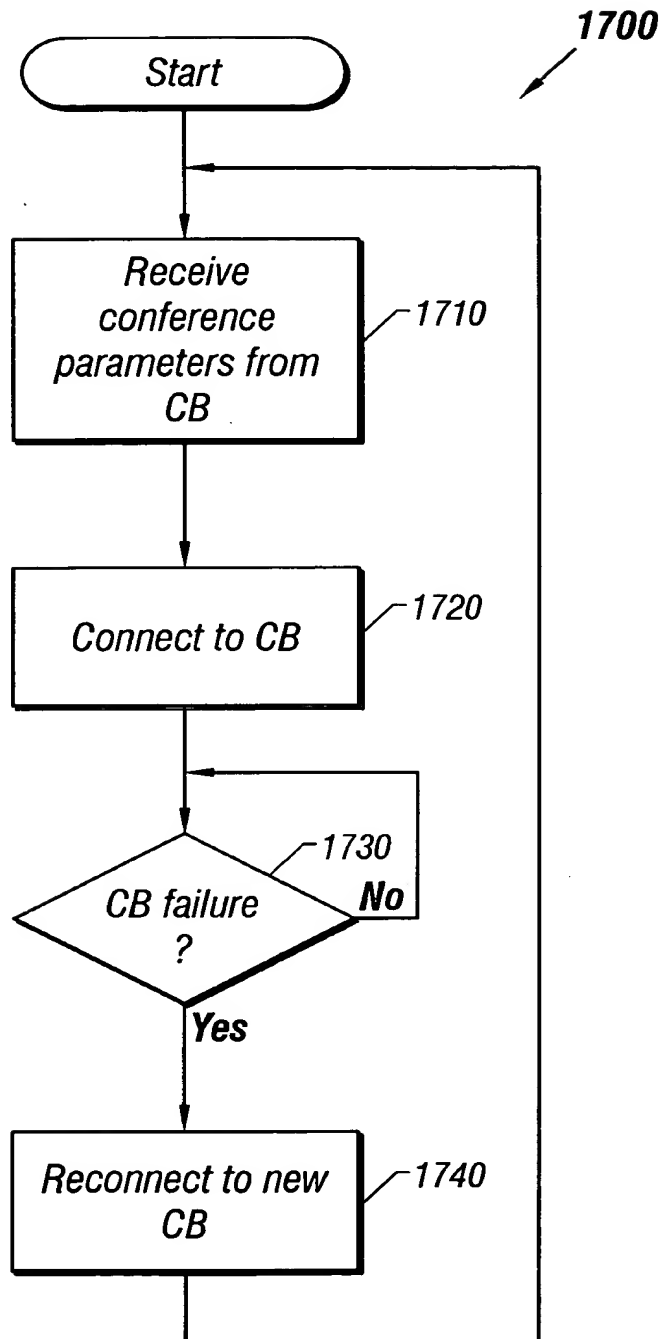 1700
Start
Receive
conference
parameters from
CB
1710
Connect to CB
1720
1730
CB failure
?
No
Yes
Reconnect to new
CB
1740